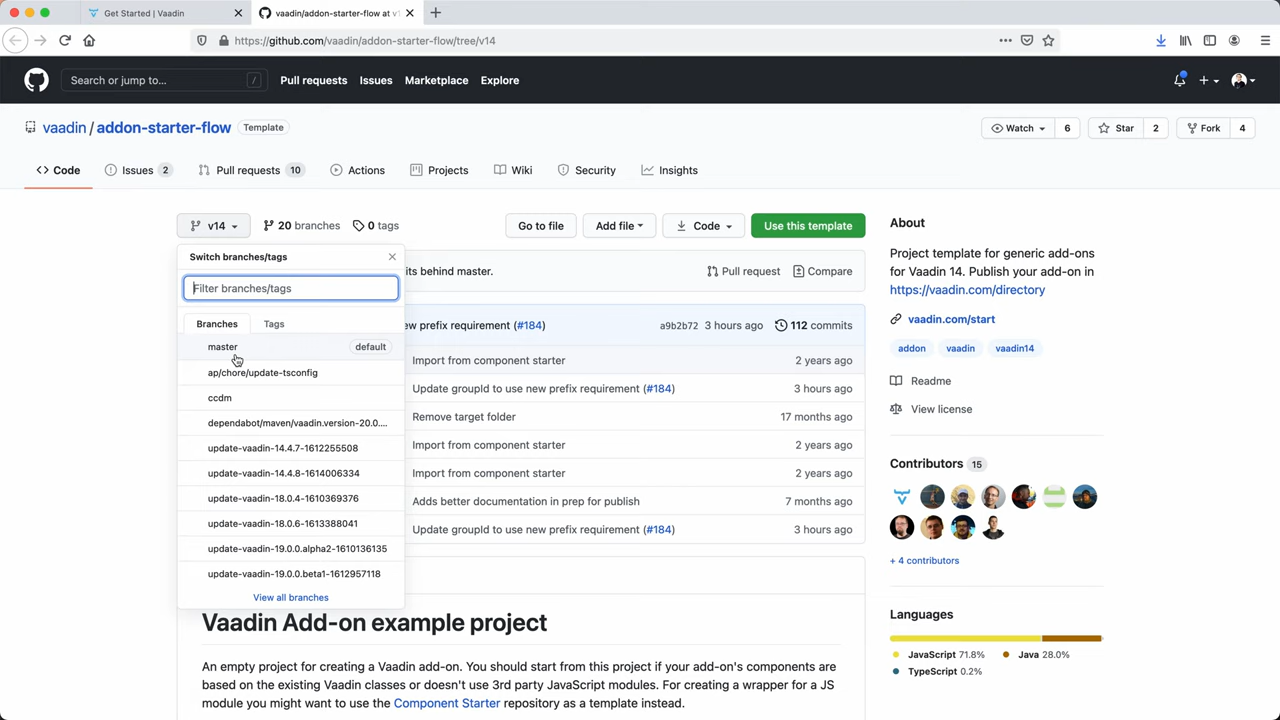 Get Started | Vaadin
vaadin/addon-starter-flow at v1
https://github.com/vaadin/addon-starter-flow/tree/v14
Search or jump to...
/
Pull requests
Issues
Marketplace
Explore
vaadin / addon-starter-flow
Template
Watch
6
Star
2
Fork
4
Code
Issues 2
Pull requests 10
Actions
Projects
Wiki
Security
Insights
v14
20 branches
0 tags
Go to file
Add file
Code
Use this template
Switch branches/tags
Filter branches/tags
Branches
Tags
master
default
ap/chore/update-tsconfig
ccdm
dependabot/maven/vaadin.version-20.0....
update-vaadin-14.4.7-1612255508
update-vaadin-14.4.8-1614006334
update-vaadin-18.0.4-1610369376
update-vaadin-18.0.6-1613388041
update-vaadin-19.0.0.alpha2-1610136135
update-vaadin-19.0.0.beta1-1612957118
View all branches
its behind master.
Pull request
Compare
ew prefix requirement (#184)
a9b2b72 3 hours ago
112 commits
Import from component starter
2 years ago
Update groupId to use new prefix requirement (#184)
3 hours ago
Remove target folder
17 months ago
Import from component starter
2 years ago
Import from component starter
2 years ago
Adds better documentation in prep for publish
7 months ago
Update groupId to use new prefix requirement (#184)
3 hours ago
Vaadin Add-on example project
An empty project for creating a Vaadin add-on. You should start from this project if your add-on's components are
based on the existing Vaadin classes or doesn't use 3rd party JavaScript modules. For creating a wrapper for a JS
module you might want to use the Component Starter repository as a template instead.
About
Project template for generic add-ons
for Vaadin 14. Publish your add-on in
https://vaadin.com/directory
vaadin.com/start
addon
vaadin
vaadin14
Readme
View license
Contributors 15
+ 4 contributors
Languages
JavaScript 71.8%
Java 28.0%
TypeScript 0.2%